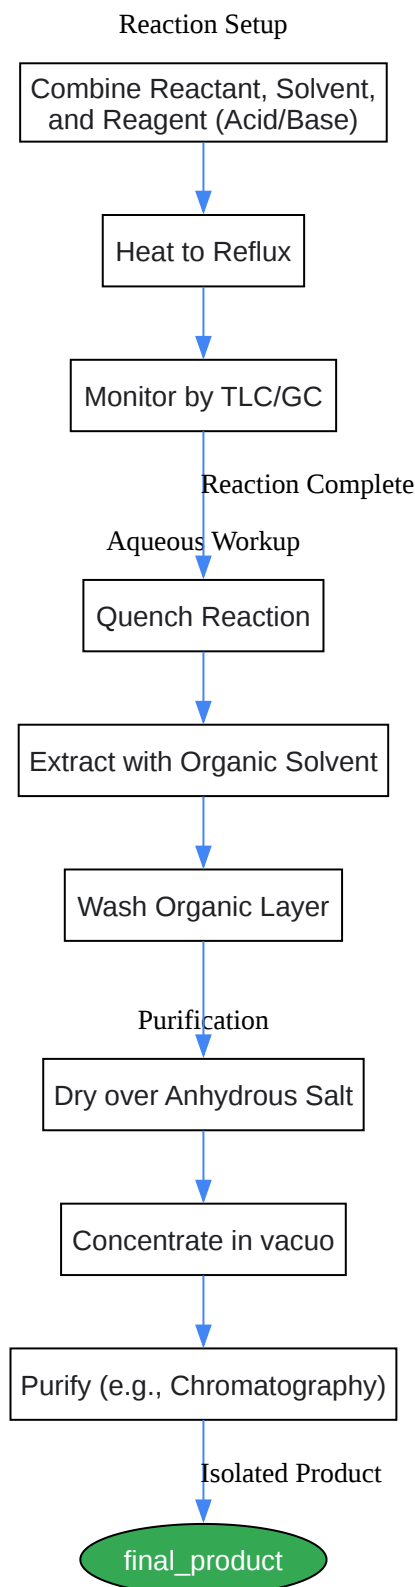 Reaction Setup
Combine Reactant, Solvent,
and Reagent (Acid/Base)
Heat to Reflux
Monitor by TLC/GC
Reaction Complete
Aqueous Workup
Quench Reaction
Extract with Organic Solvent
Wash Organic Layer
Purification
Dry over Anhydrous Salt
Concentrate in vacuo
Purify (e.g., Chromatography)
Isolated Product
final_product